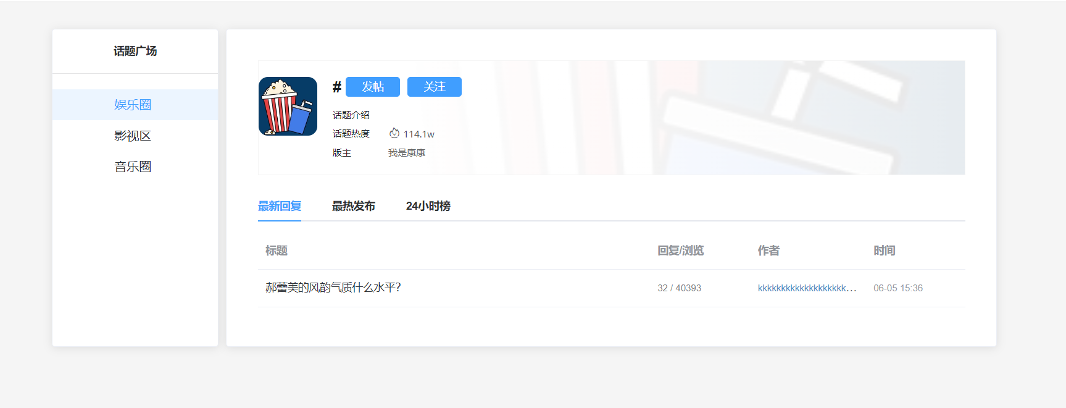 话题广场
娱乐圈
影视区
音乐圈
# 发帖 关注
话题介绍
话题热度 114.1w
版主 我是康康
最新回复 最热发布 24小时榜
标题 回复/浏览 作者 时间
郝蕾美的风韵气质什么水平? 32 / 40393 kkkkkkkkkkkkkkkkkkk... 06-05 15:36